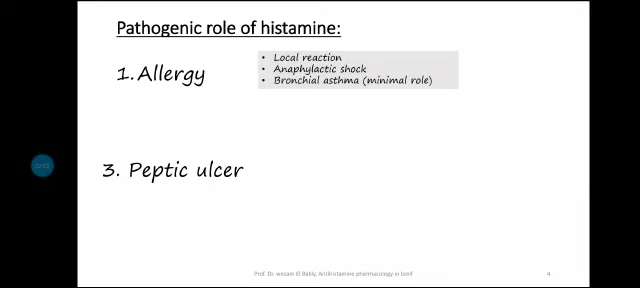 Pathogenic role of histamine:
1. Allergy
• Local reaction
• Anaphylactic shock
• Bronchial asthma (minimal role)
3. Peptic ulcer
Prof. Dr. wesam El Bakly, Antihistamine pharmacology in breif
4